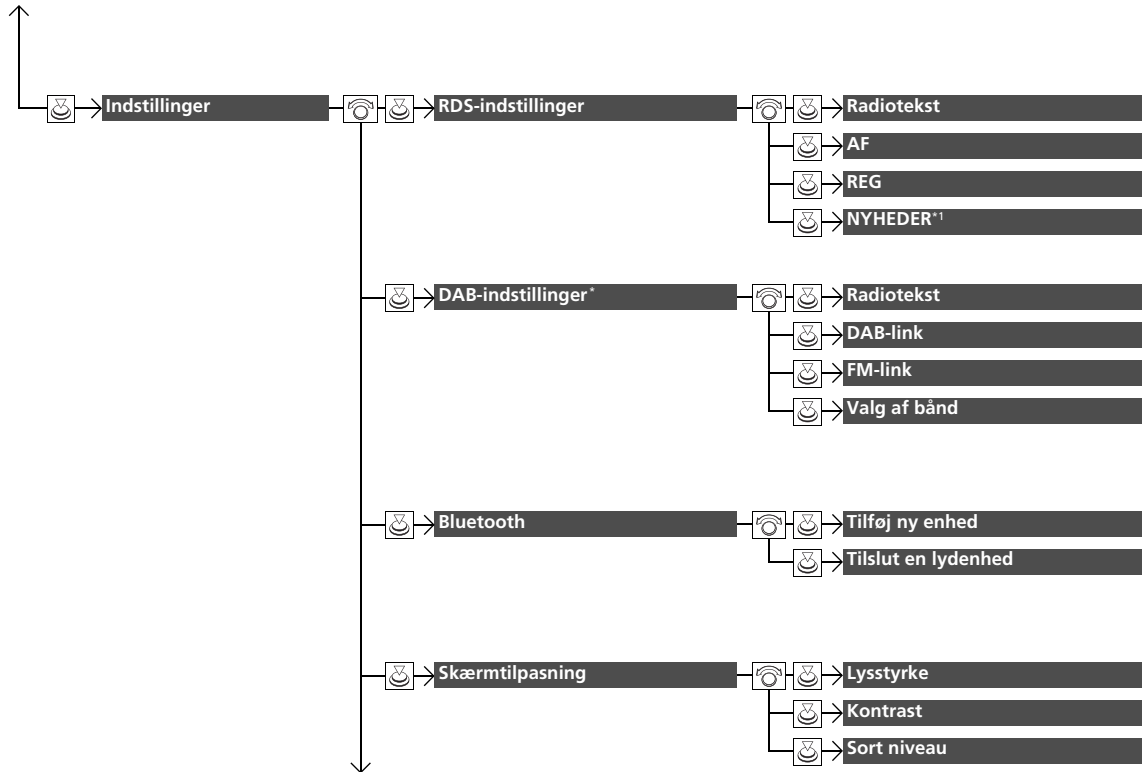 Indstillinger
RDS-indstillinger
Radiotekst
AF
REG
NYHEDER*1
DAB-indstillinger*
Radiotekst
DAB-link
FM-link
Valg af bånd
Bluetooth
Tilføj ny enhed
Tilslut en lydenhed
Skærmtilpasning
Lysstyrke
Kontrast
Sort niveau